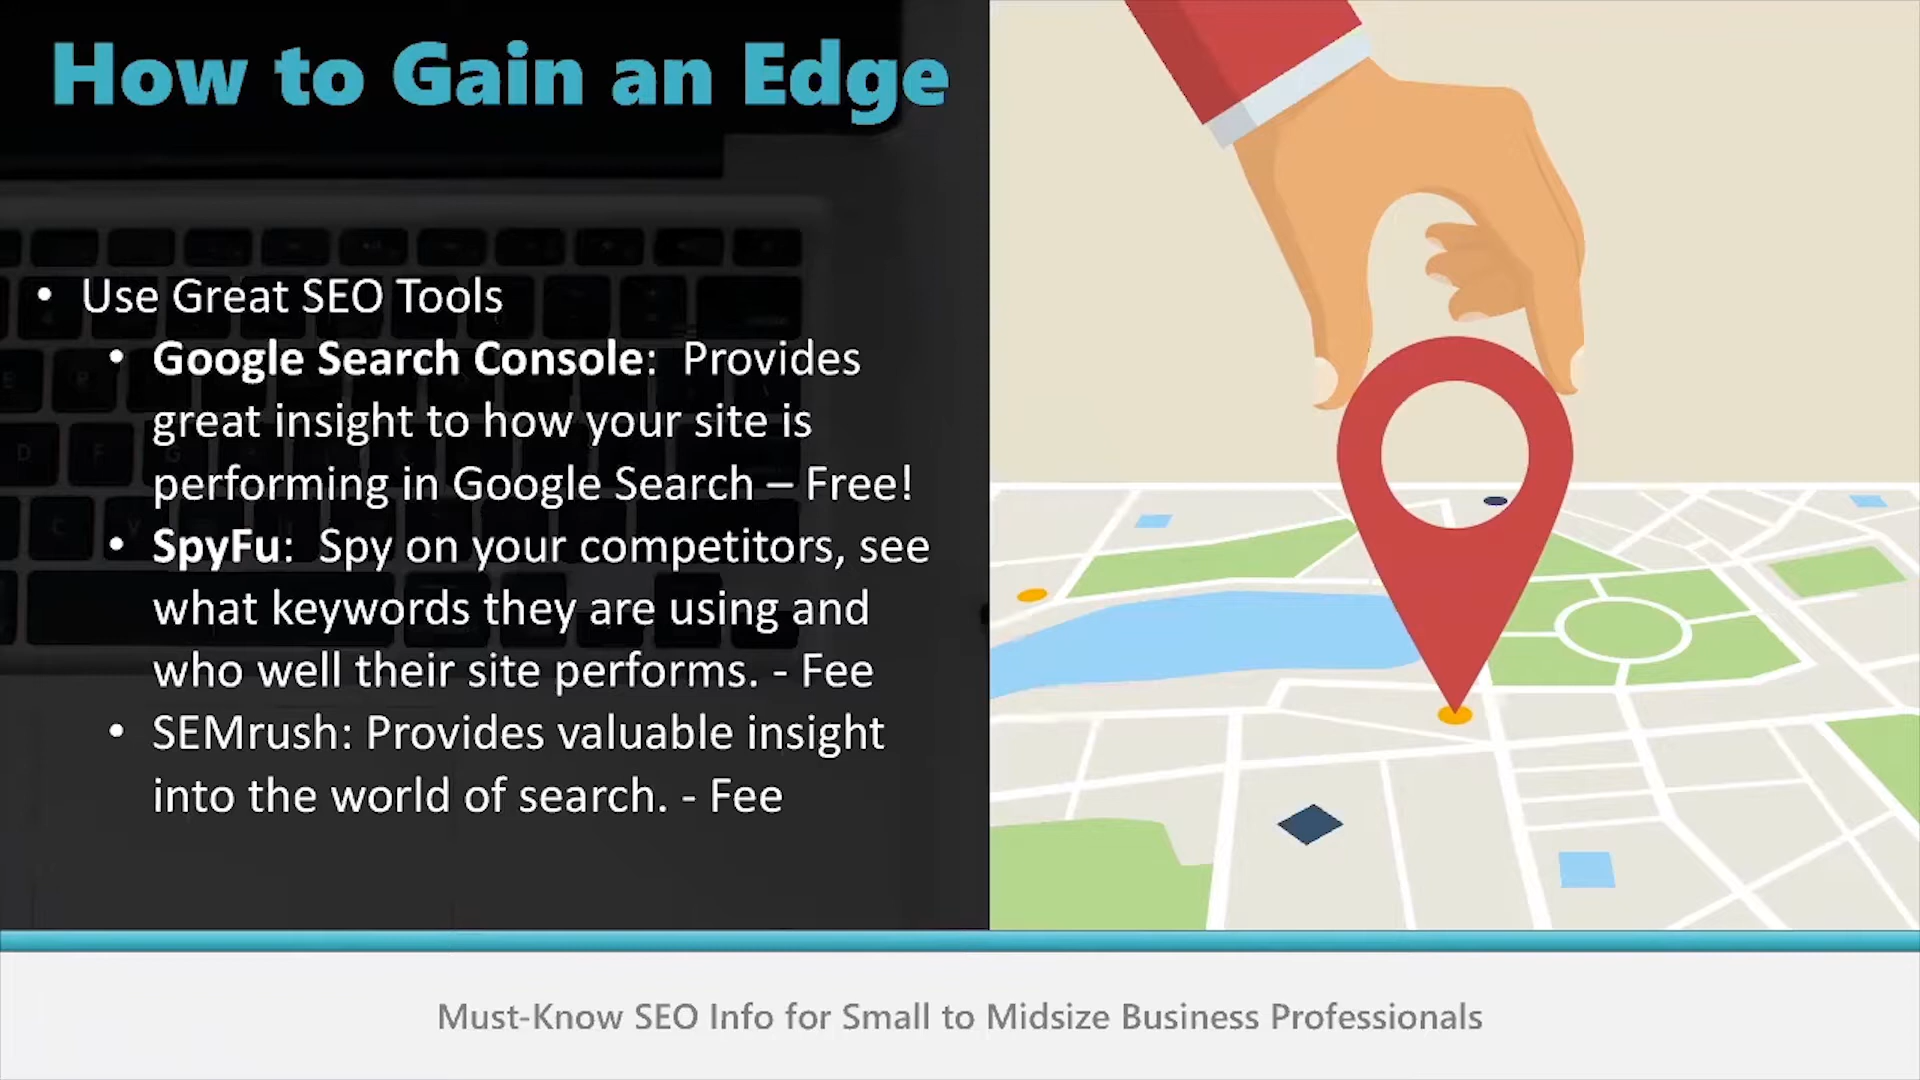 How to Gain an Edge
• Use Great SEO Tools
• Google Search Console:  Provides
great insight to how your site is
performing in Google Search – Free!
• SpyFu:  Spy on your competitors, see
what keywords they are using and
who well their site performs. - Fee
• SEMrush: Provides valuable insight
into the world of search. - Fee
Must-Know SEO Info for Small to Midsize Business Professionals